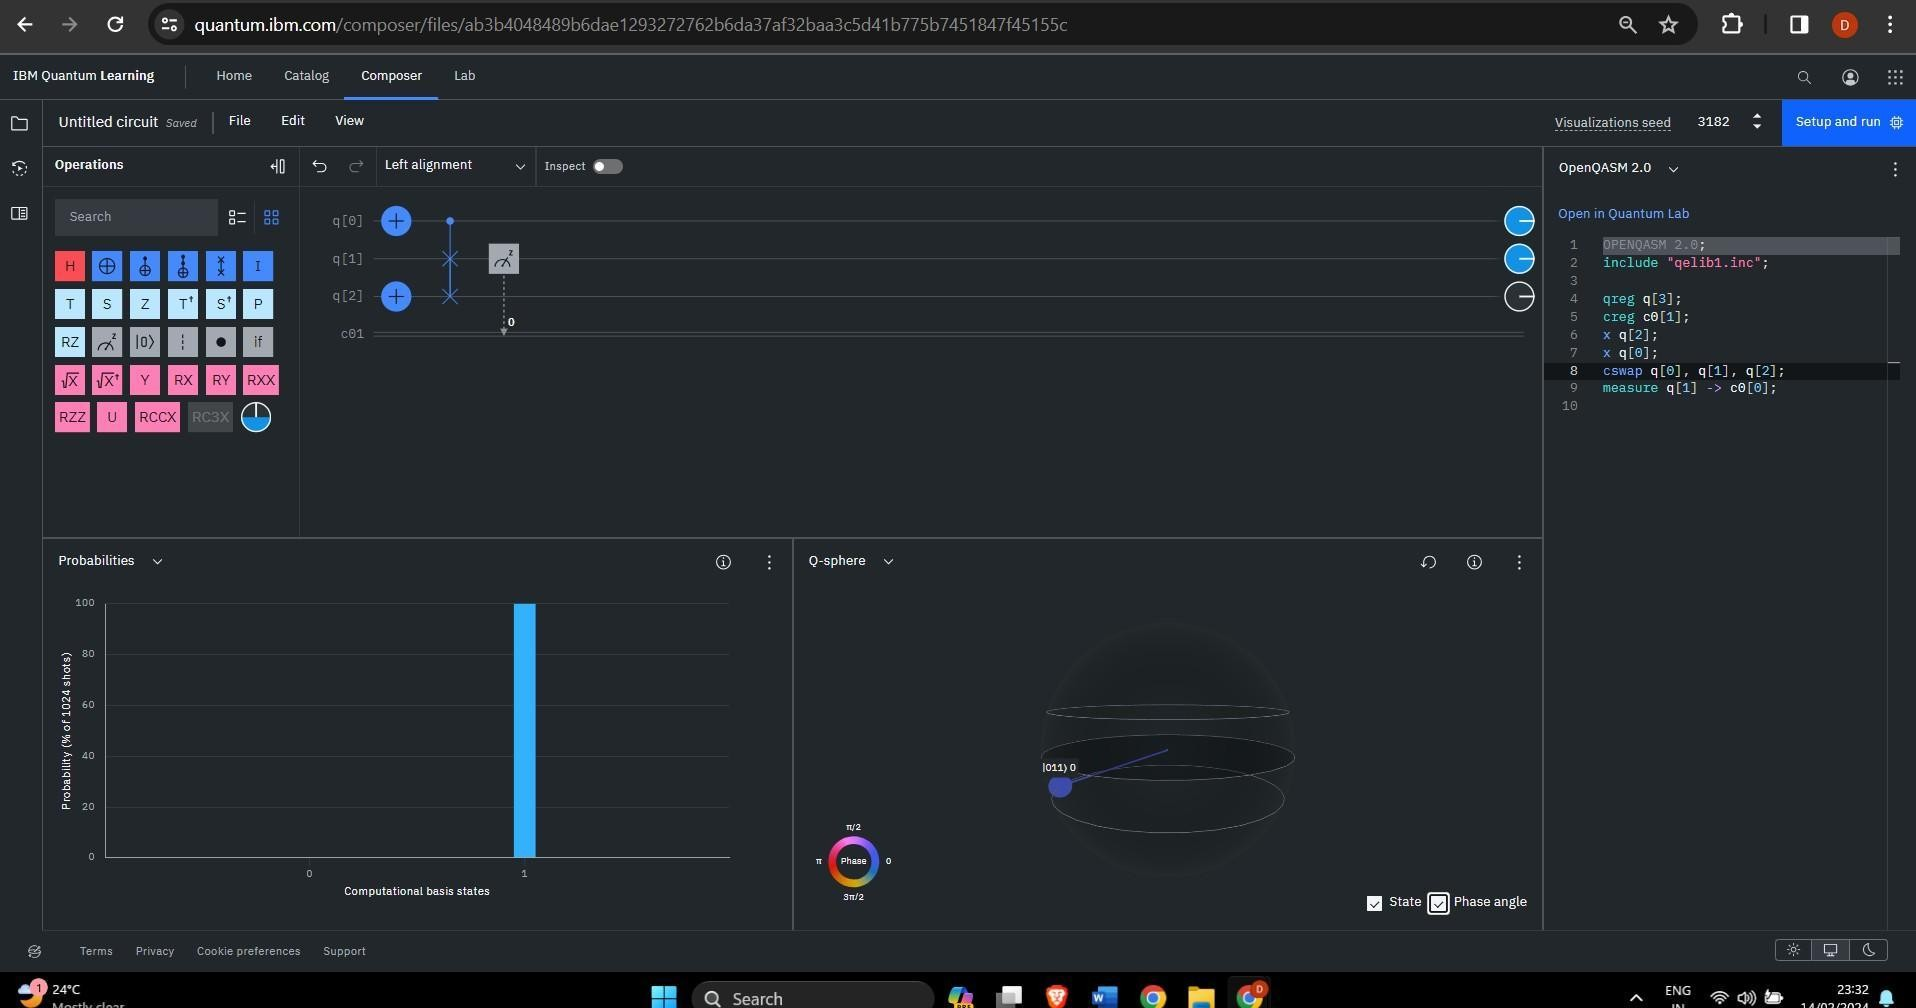 quantum.ibm.com/composer/files/ab3b4048489b6dae1293272762b6da37af32baa3c5d41b775b7451847f45155c
D
IBM Quantum Learning
Home
Catalog
Composer
Lab
Untitled circuit Saved
File
Edit
View
Visualizations seed
3182
Setup and run
Operations
Left alignment
Inspect
OpenQASM 2.0
Search
H
I
T
S
Z
T†
S†
P
RZ
z
|0⟩
if
√X
√X†
Y
RX
RY
RXX
RZZ
U
RCCX
RC3X
q[0]
q[1]
z
q[2]
0
c01
Open in Quantum Lab
1 OPENQASM 2.0;
2 include "qelib1.inc";
3
4 qreg q[3];
5 creg c0[1];
6 x q[2];
7 x q[0];
8 cswap q[0], q[1], q[2];
9 measure q[1] -> c0[0];
10
Probabilities
Probability (% of 1024 shots)
100
80
60
40
20
0
0
1
Computational basis states
Q-sphere
|011⟩ 0
π/2
π
Phase
0
3π/2
State
Phase angle
Terms
Privacy
Cookie preferences
Support
1
24°C
Mostly clear
Search
PRE
D
ENG
IN
23:32
14/02/2024